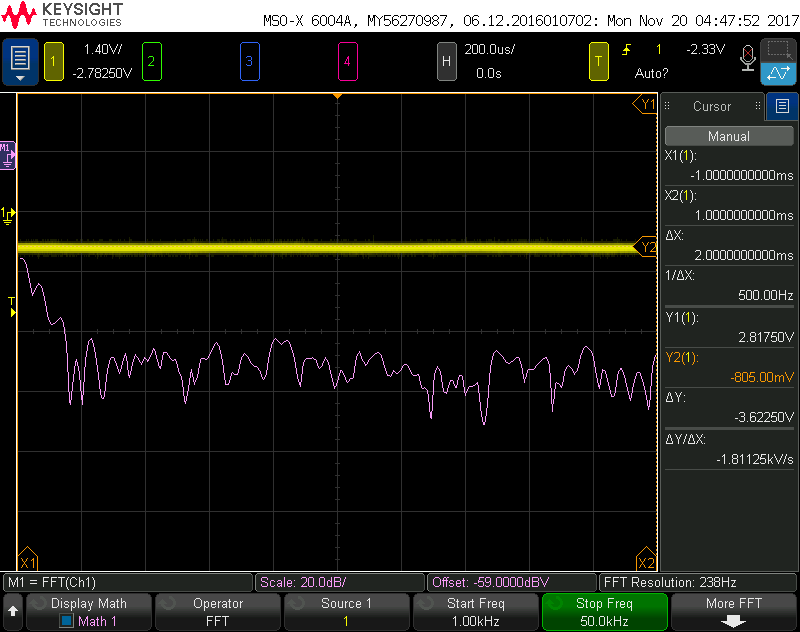 KEYSIGHT
TECHNOLOGIES
MSO-X 6004A, MY56270987, 06.12.2016010702: Mon Nov 20 04:47:52 2017
1 1.40V/ 2 3 4 H 200.0us/ T 1 -2.33V
-2.78250V 0.0s Auto?
Y1
M1
1
Y2
T
X1 X2
Cursor
Manual
X1(1):
-1.0000000000ms
X2(1):
1.0000000000ms
ΔX:
2.0000000000ms
1/ΔX:
500.00Hz
Y1(1):
2.81750V
Y2(1):
-805.00mV
ΔY:
-3.62250V
ΔY/ΔX:
-1.81125kV/s
M1 = FFT(Ch1) Scale: 20.0dB/ Offset: -59.0000dBV FFT Resolution: 238Hz
Display Math Operator Source 1 Start Freq Stop Freq More FFT
Math 1 FFT 1 1.00kHz 50.0kHz